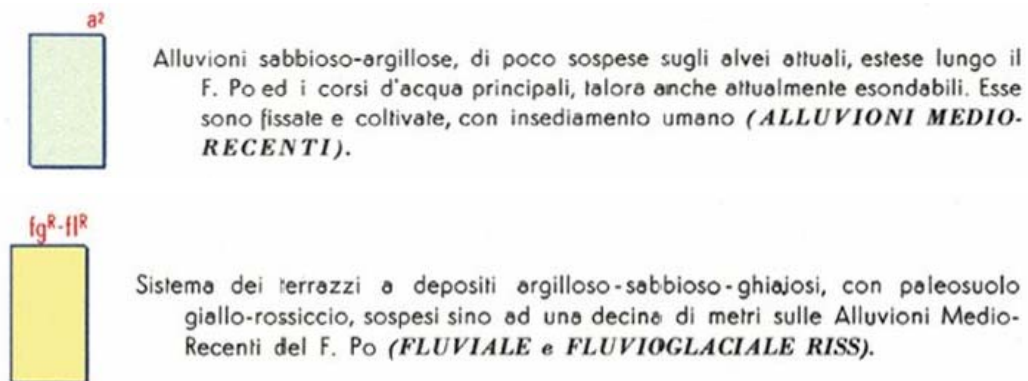 a²
Alluvioni sabbioso-argillose, di poco sospese sugli alvei attuali, estese lungo il
F. Po ed i corsi d'acqua principali, talora anche attualmente esondabili. Esse
sono fissate e coltivate, con insediamento umano (ALLUVIONI MEDIO-
RECENTI).
fgᴿ-flᴿ
Sistema dei terrazzi a depositi argilloso-sabbioso-ghiajosi, con paleosuolo
giallo-rossiccio, sospesi sino ad una decina di metri sulle Alluvioni Medio-
Recenti del F. Po (FLUVIALE e FLUVIOGLACIALE RISS).